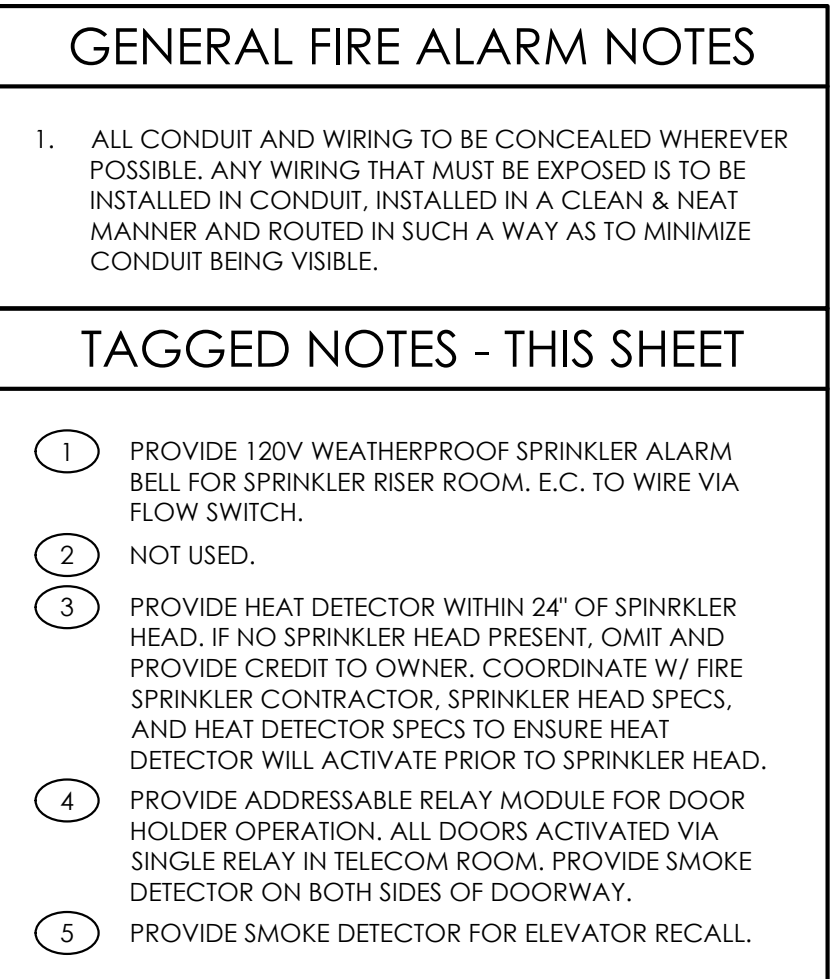 GENERAL FIRE ALARM NOTES
1. ALL CONDUIT AND WIRING TO BE CONCEALED WHEREVER
POSSIBLE. ANY WIRING THAT MUST BE EXPOSED IS TO BE
INSTALLED IN CONDUIT, INSTALLED IN A CLEAN & NEAT
MANNER AND ROUTED IN SUCH A WAY AS TO MINIMIZE
CONDUIT BEING VISIBLE.
TAGGED NOTES - THIS SHEET
1 PROVIDE 120V WEATHERPROOF SPRINKLER ALARM
BELL FOR SPRINKLER RISER ROOM. E.C. TO WIRE VIA
FLOW SWITCH.
2 NOT USED.
3 PROVIDE HEAT DETECTOR WITHIN 24" OF SPINRKLER
HEAD. IF NO SPRINKLER HEAD PRESENT, OMIT AND
PROVIDE CREDIT TO OWNER. COORDINATE W/ FIRE
SPRINKLER CONTRACTOR, SPRINKLER HEAD SPECS,
AND HEAT DETECTOR SPECS TO ENSURE HEAT
DETECTOR WILL ACTIVATE PRIOR TO SPRINKLER HEAD.
4 PROVIDE ADDRESSABLE RELAY MODULE FOR DOOR
HOLDER OPERATION. ALL DOORS ACTIVATED VIA
SINGLE RELAY IN TELECOM ROOM. PROVIDE SMOKE
DETECTOR ON BOTH SIDES OF DOORWAY.
5 PROVIDE SMOKE DETECTOR FOR ELEVATOR RECALL.